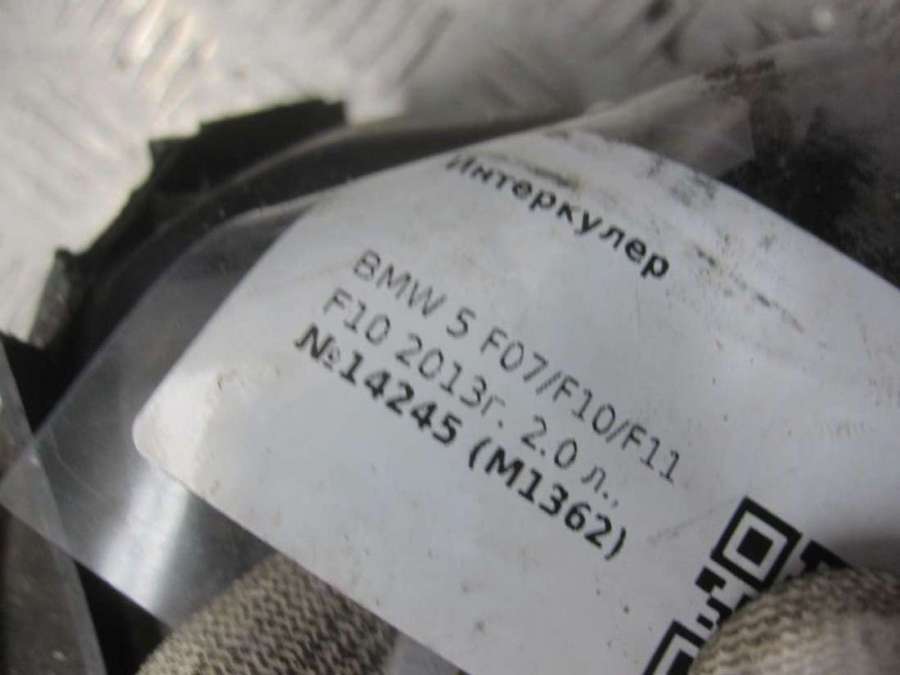 Интеркулер
BMW 5 F07/F10/F11
F10 2013г. 2.0 л.,
№14245 (M1362)